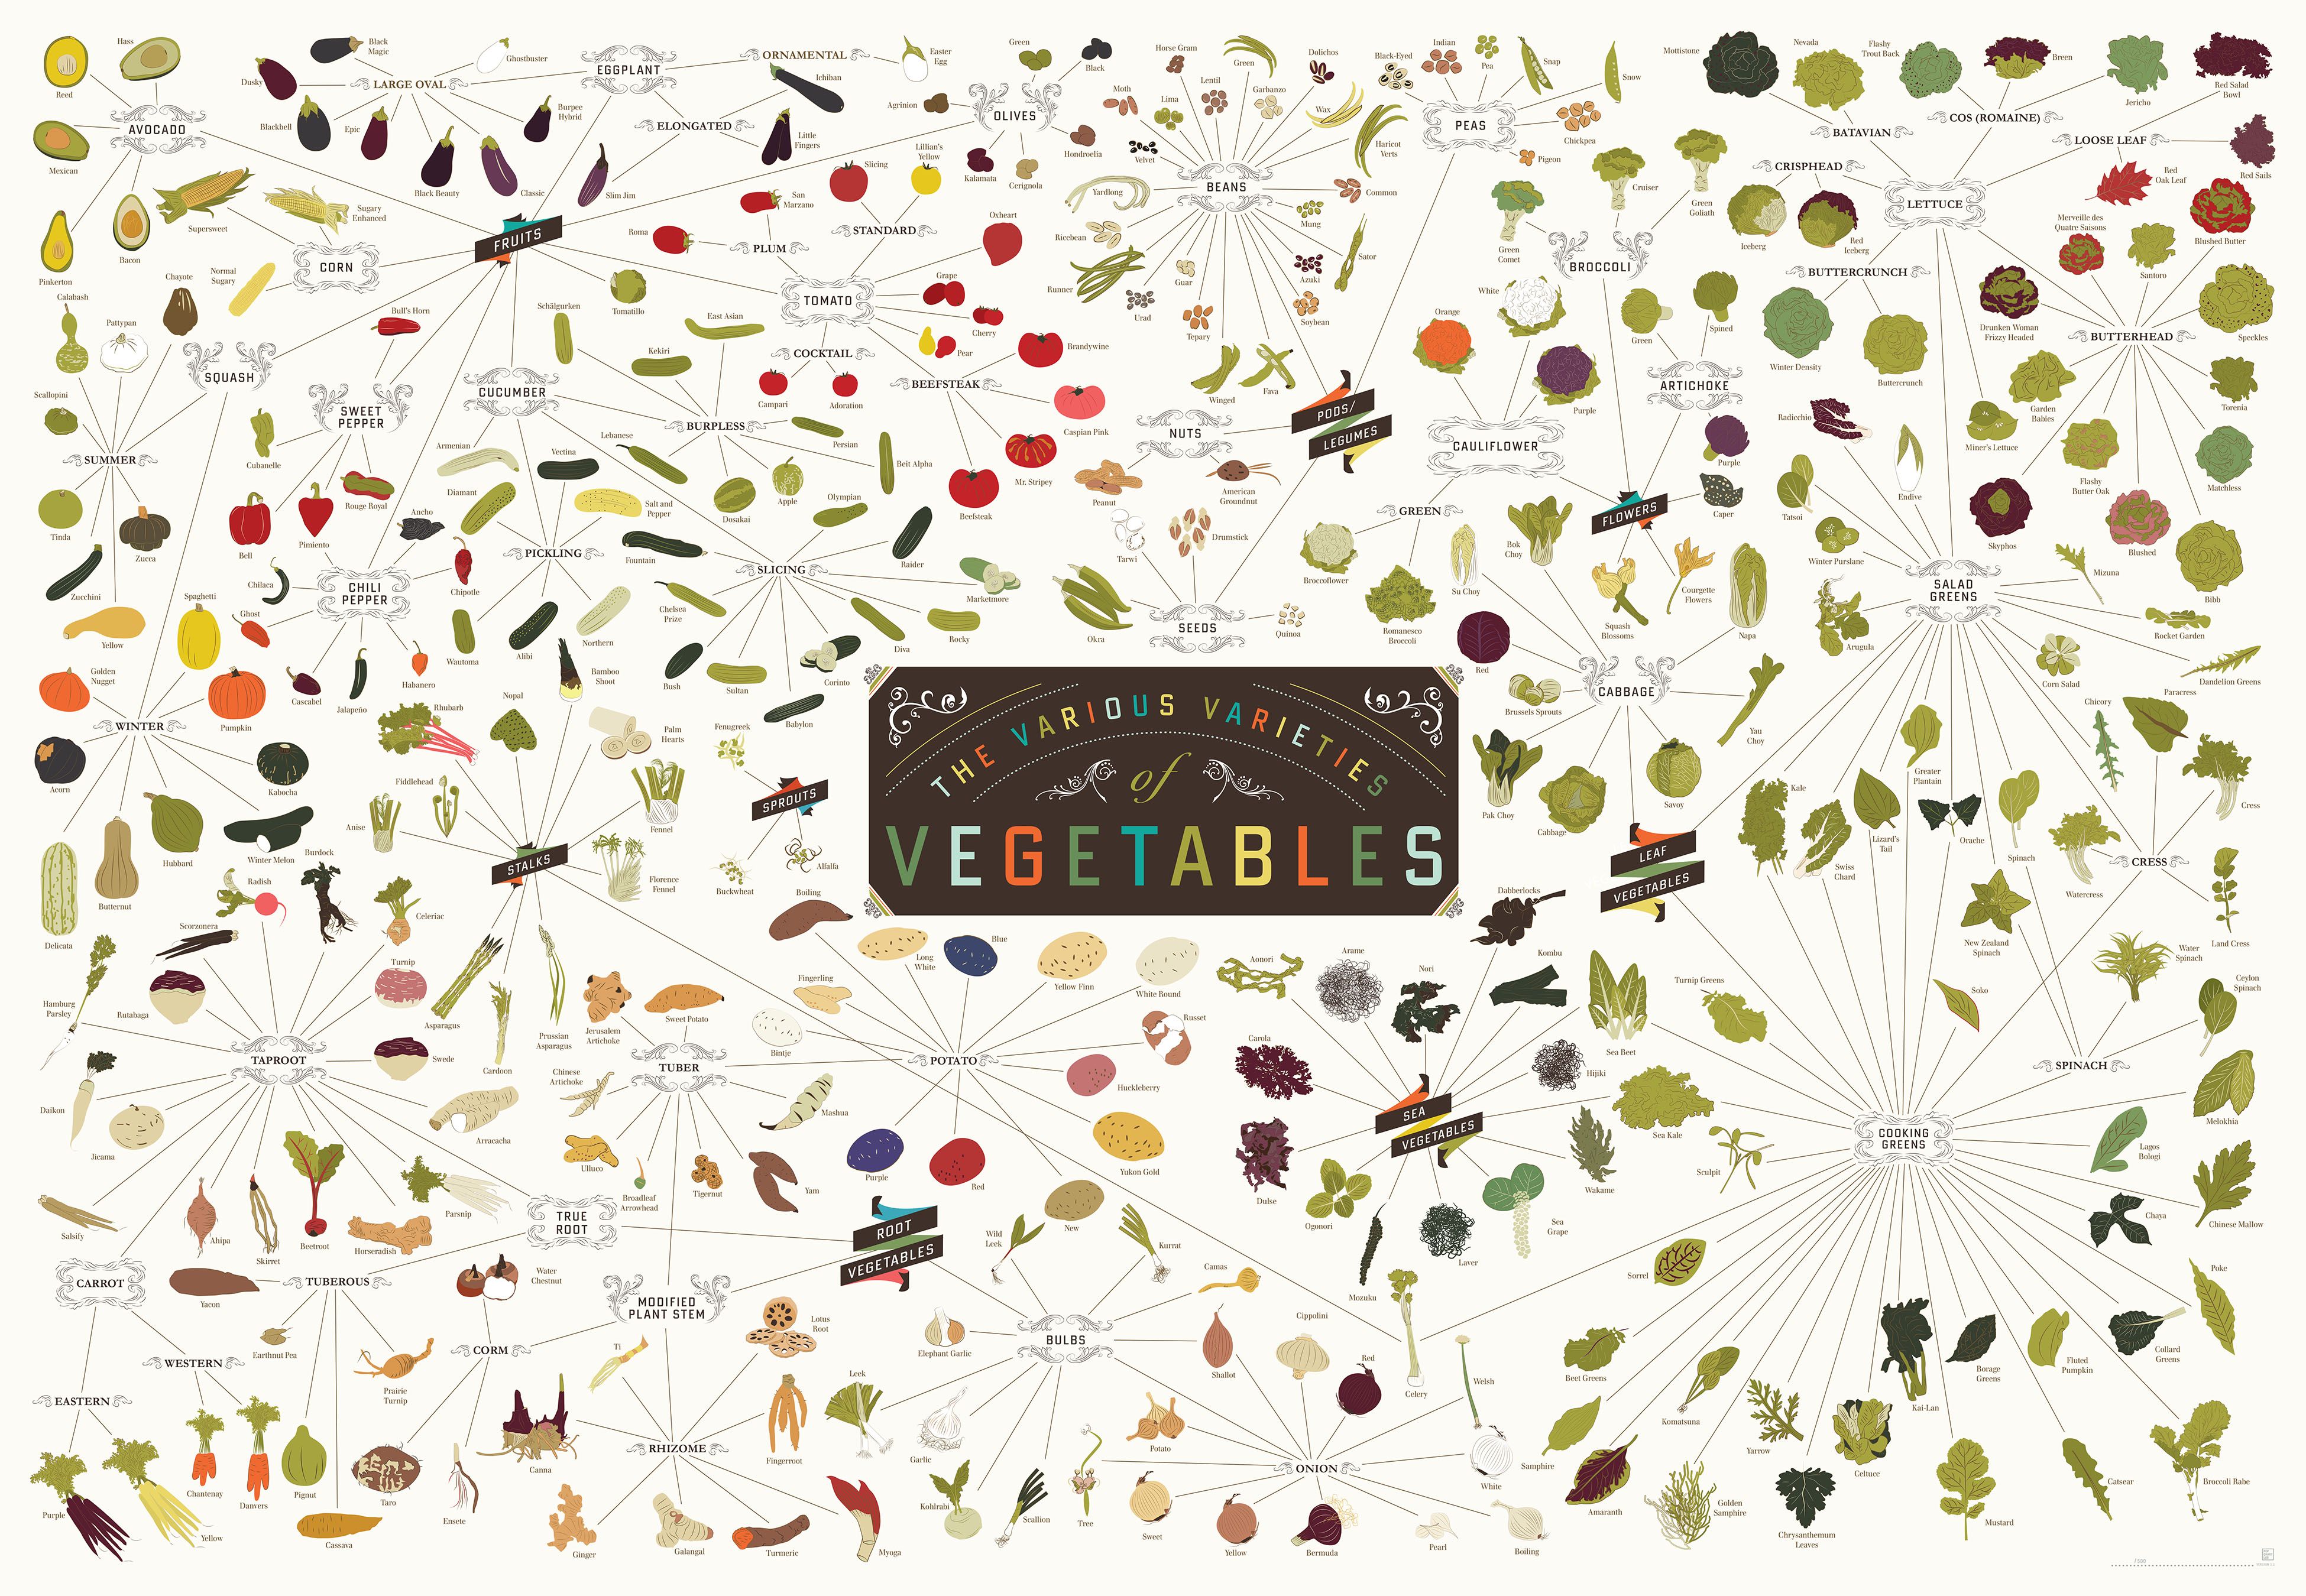 THE VARIOUS VARIETIES
of
VEGETABLES
FRUITS
AVOCADO
Reed
Hass
Mexican
Pinkerton
Bacon
EGGPLANT
LARGE OVAL
Dusky
Black
Magic
Ghostbuster
Blackbell
Epic
Black Beauty
Classic
Burpee
Hybrid
ORNAMENTAL
Easter
Egg
ELONGATED
Ichiban
Little
Fingers
Slim Jim
OLIVES
Green
Black
Agrinion
Hondroelia
Kalamata
Cerignola
CORN
Supersweet
Sugary
Enhanced
Normal
Sugary
SQUASH
SUMMER
Calabash
Pattypan
Chayote
Scallopini
Tinda
Zucca
Zucchini
Yellow
WINTER
Spaghetti
Golden
Nugget
Pumpkin
Acorn
Kabocha
Hubbard
Winter Melon
Butternut
Delicata
SWEET
PEPPER
Bull's Horn
Cubanelle
Bell
Pimiento
Rouge Royal
CHILI
PEPPER
Ancho
Chilaca
Chipotle
Ghost
Cascabel
Jalapeño
Habanero
Tomatillo
CUCUMBER
BURPLESS
Schälgurken
East Asian
Kekiri
Lebanese
Persian
Beit Alpha
Dosakai
Apple
PICKLING
Armenian
Vectina
Diamant
Salt and
Pepper
Wautoma
Alibi
Northern
SLICING
Olympian
Fountain
Raider
Marketmore
Chelsea
Prize
Rocky
Diva
Bush
Sultan
Corinto
Babylon
TOMATO
STANDARD
Slicing
Lillian's
Yellow
PLUM
San
Marzano
Roma
Oxheart
Grape
Cherry
Pear
COCKTAIL
Campari
Adoration
BEEFSTEAK
Brandywine
Caspian Pink
Mr. Stripey
Beefsteak
PODS/
LEGUMES
BEANS
Horse Gram
Green
Dolichos
Moth
Lentil
Garbanzo
Lima
Wax
Velvet
Haricot
Verts
Yardlong
Common
Ricebean
Mung
Runner
Guar
Azuki
Sator
Urad
Tepary
Soybean
Winged
Fava
PEAS
Black-Eyed
Indian
Pea
Snap
Snow
Chickpea
Pigeon
NUTS
Peanut
American
Groundnut
SEEDS
Tarwi
Drumstick
Okra
Quinoa
FLOWERS
BROCCOLI
Cruiser
Green
Goliath
Green
Comet
CAULIFLOWER
White
Orange
Purple
GREEN
Broccoflower
Romanesco
Broccoli
ARTICHOKE
Green
Spined
Purple
Caper
Squash
Blossoms
Courgette
Flowers
LEAF
VEGETABLES
CABBAGE
Su Choy
Bok
Choy
Napa
Red
Brussels Sprouts
Yau
Choy
Pak Choy
Cabbage
Savoy
LETTUCE
BATAVIAN
Mottistone
Nevada
COS (ROMAINE)
Flashy
Trout Back
Breen
Jericho
LOOSE LEAF
Red Salad
Bowl
Red Sails
Red
Oak Leaf
CRISPHEAD
Iceberg
Red
Iceberg
BUTTERCRUNCH
Winter Density
Buttercrunch
BUTTERHEAD
Merveille des
Quatre Saisons
Blushed Butter
Santoro
Drunken Woman
Frizzy Headed
Speckles
Garden
Babies
Torenia
Flashy
Butter Oak
Matchless
Blushed
Bibb
SALAD
GREENS
Radicchio
Endive
Miner's Lettuce
Tatsoi
Skyphos
Winter Purslane
Mizuna
Arugula
Rocket Garden
Corn Salad
Dandelion Greens
Chicory
Greater
Plantain
Kale
Lizard's
Tail
Orache
Spinach
Swiss
Chard
New Zealand
Spinach
CRESS
Paracress
Cress
Watercress
Land Cress
COOKING
GREENS
SPINACH
Water
Spinach
Ceylon
Spinach
Soko
Turnip Greens
Sea Beet
Sea Kale
Sculpit
Melokhia
Lagos
Bologi
Chinese Mallow
Chaya
Sorrel
Poke
Beet Greens
Komatsuna
Yarrow
Kai-Lan
Borage
Greens
Fluted
Pumpkin
Collard
Greens
Samphire
Amaranth
Golden
Samphire
Celtuce
Chrysanthemum
Leaves
Mustard
Catsear
Broccoli Rabe
SEA
VEGETABLES
Dabberlocks
Kombu
Arame
Aonori
Nori
Carola
Hijiki
Dulse
Wakame
Ogonori
Sea
Grape
Laver
Mozuku
SPROUTS
Fenugreek
Buckwheat
Alfalfa
STALKS
Nopal
Bamboo
Shoot
Rhubarb
Palm
Hearts
Fiddlehead
Anise
Fennel
Florence
Fennel
Asparagus
Cardoon
Prussian
Asparagus
Celery
ROOT
VEGETABLES
TRUE
ROOT
TAPROOT
Radish
Burdock
Scorzonera
Celeriac
Hamburg
Parsley
Rutabaga
Turnip
Swede
Daikon
Jicama
Arracacha
Salsify
Ahipa
Skirret
Beetroot
Horseradish
Parsnip
CARROT
WESTERN
Chantenay
Danvers
EASTERN
Purple
Yellow
TUBEROUS
Yacon
Earthnut Pea
Prairie
Turnip
Pignut
Cassava
MODIFIED
PLANT STEM
CORM
Water
Chestnut
Taro
Ensete
RHIZOME
Ti
Lotus
Root
Canna
Fingerroot
Ginger
Galangal
Turmeric
Myoga
TUBER
Jerusalem
Artichoke
Sweet Potato
Chinese
Artichoke
Mashua
Ulluco
Broadleaf
Arrowhead
Tigernut
Yam
POTATO
Boiling
Long
White
Blue
Yellow Finn
White Round
Fingerling
Bintje
Russet
Huckleberry
Yukon Gold
Purple
Red
New
BULBS
Wild
Leek
Kurrat
Camas
Elephant Garlic
Shallot
Leek
Garlic
Kohlrabi
Scallion
ONION
Cippolini
Red
Welsh
Potato
Tree
White
Sweet
Yellow
Bermuda
Pearl
Boiling
/500